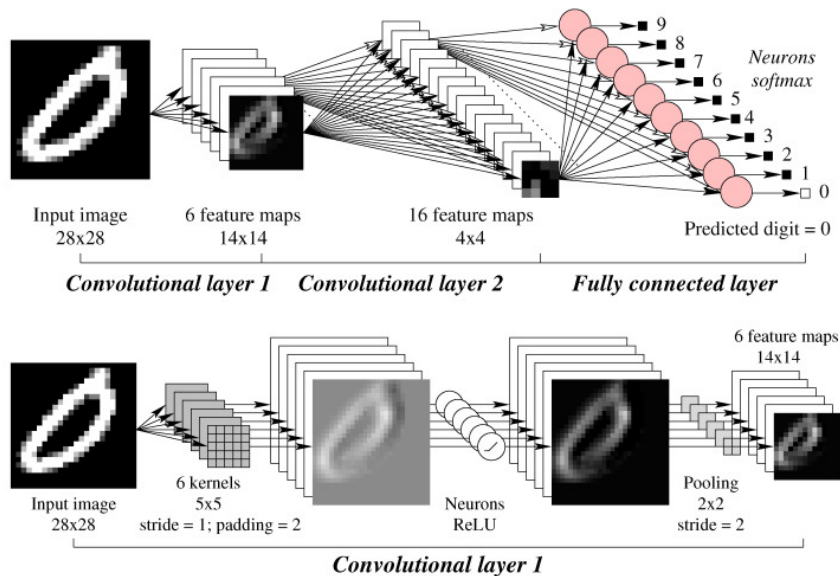 9
8
7
6
5
4
3
2
1
0
Neurons
softmax
Input image
28x28
6 feature maps
14x14
16 feature maps
4x4
Predicted digit = 0
Convolutional layer 1
Convolutional layer 2
Fully connected layer
6 feature maps
14x14
Input image
28x28
6 kernels
5x5
stride = 1; padding = 2
Neurons
ReLU
Pooling
2x2
stride = 2
Convolutional layer 1